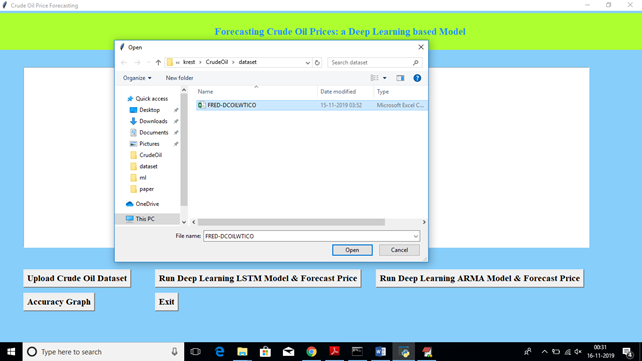 Crude Oil Price Forecasting
Forecasting Crude Oil Prices: a Deep Learning based Model
Open
« krest › CrudeOil › dataset
Search dataset
Organize
New folder
Name
Date modified
Type
FRED-DCOILWTICO
15-11-2019 03:52
Microsoft Excel C...
Quick access
Desktop
Downloads
Documents
Pictures
CrudeOil
dataset
ml
paper
OneDrive
This PC
File name:
FRED-DCOILWTICO
Open
Cancel
Upload Crude Oil Dataset
Run Deep Learning LSTM Model & Forecast Price
Run Deep Learning ARMA Model & Forecast Price
Accuracy Graph
Exit
Type here to search
00:31
16-11-2019